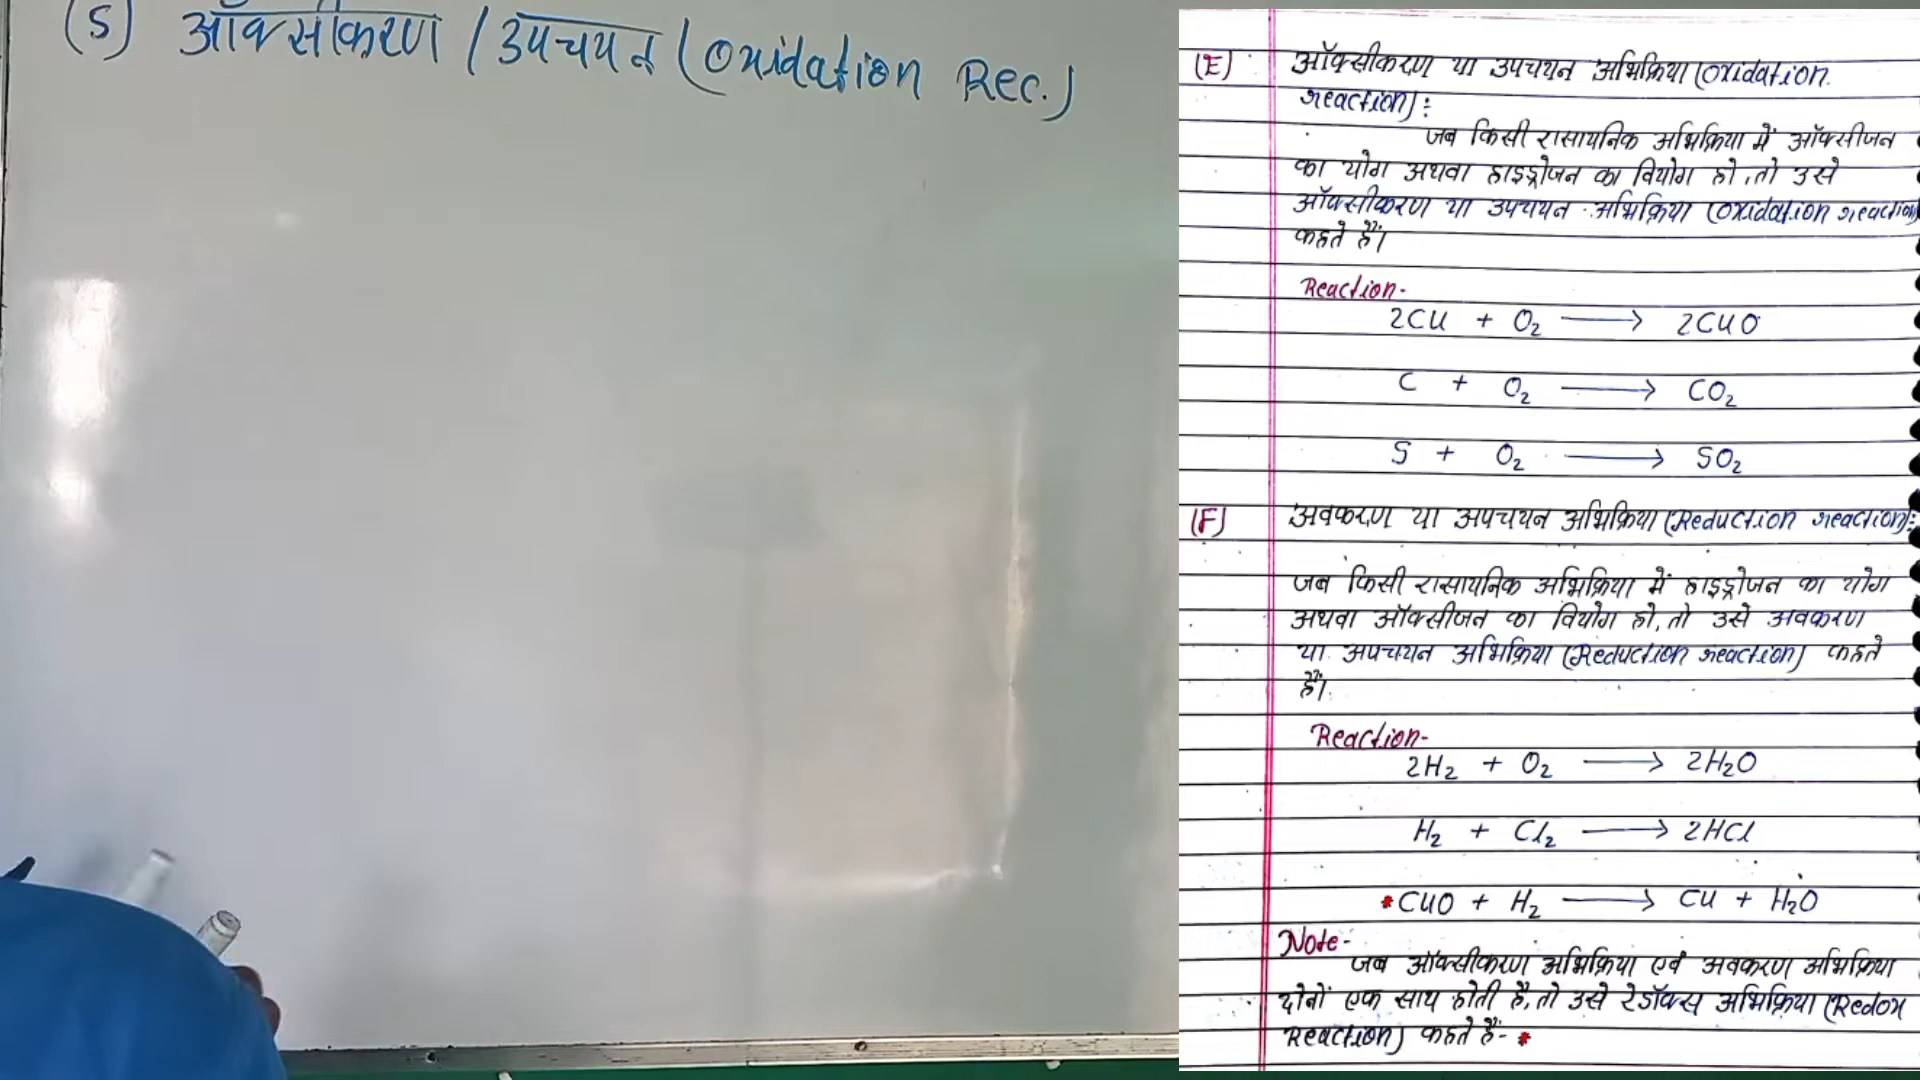 (5) ऑक्सीकरण / उपचयन (Oxidation Rec.)
(E) ऑक्सीकरण या उपचयन अभिक्रिया (oxidation
reaction) :
जब किसी रासायनिक अभिक्रिया में ऑक्सीजन
का योग अथवा हाइड्रोजन का वियोग हो, तो उसे
ऑक्सीकरण या उपचयन अभिक्रिया (oxidation reaction)
कहते हैं।
Reaction-
2CU + O₂ → 2CUO
C + O₂ → CO₂
S + O₂ → SO₂
(F) अवकरण या अपचयन अभिक्रिया (Reduction reaction):
जब किसी रासायनिक अभिक्रिया में हाइड्रोजन का योग
अथवा ऑक्सीजन का वियोग हो, तो उसे अवकरण
या अपचयन अभिक्रिया (Reduction reaction) कहते
हैं।
Reaction-
2H₂ + O₂ → 2H₂O
H₂ + Cl₂ → 2HCl
*CUO + H₂ → CU + H₂O
Note-
जब ऑक्सीकरण अभिक्रिया एवं अवकरण अभिक्रिया
दोनों एक साथ होती है, तो उसे रेडॉक्स अभिक्रिया (Redox
Reaction) कहते हैं- *